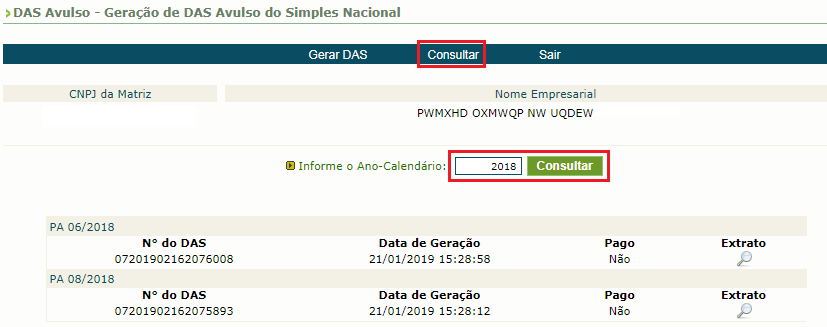 DAS Avulso - Geração de DAS Avulso do Simples Nacional
Gerar DAS Consultar Sair
CNPJ da Matriz Nome Empresarial
PWMXHD OXMWQP NW UQDEW
Informe o Ano-Calendário: 2018 Consultar
PA 06/2018
N° do DAS Data de Geração Pago Extrato
07201902162076008 21/01/2019 15:28:58 Não
PA 08/2018
N° do DAS Data de Geração Pago Extrato
07201902162075893 21/01/2019 15:28:12 Não